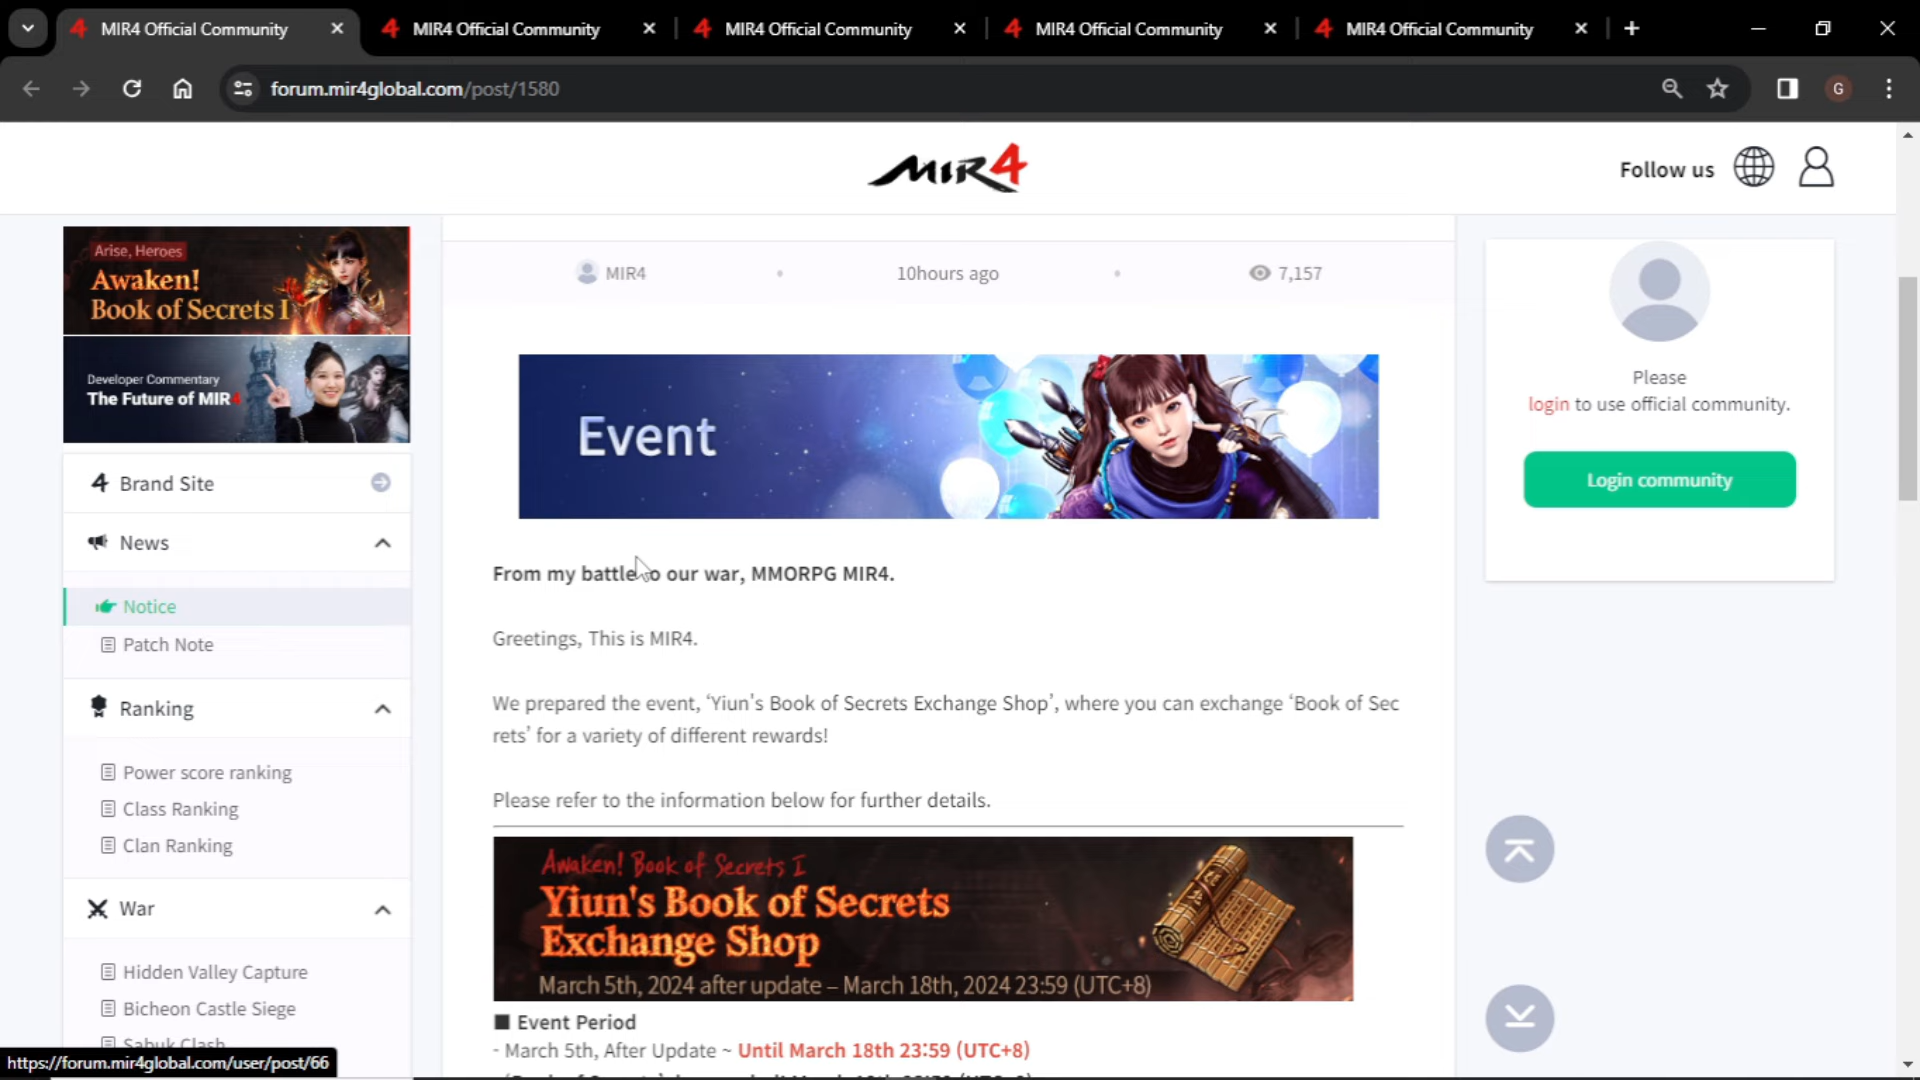 MIR4 Official Community
MIR4 Official Community
MIR4 Official Community
MIR4 Official Community
MIR4 Official Community
forum.mir4global.com/post/1580
G
MIR4
Follow us
Arise, Heroes
Awaken!
Book of Secrets I
Developer Commentary
The Future of MIR4
4 Brand Site
News
Notice
Patch Note
Ranking
Power score ranking
Class Ranking
Clan Ranking
War
Hidden Valley Capture
Bicheon Castle Siege
Sabuk Clash
https://forum.mir4global.com/user/post/66
MIR4 • 10hours ago • 7,157
Event
From my battle to our war, MMORPG MIR4.
Greetings, This is MIR4.
We prepared the event, ‘Yiun's Book of Secrets Exchange Shop’, where you can exchange ‘Book of Sec
rets’ for a variety of different rewards!
Please refer to the information below for further details.
Awaken! Book of Secrets I
Yiun's Book of Secrets
Exchange Shop
March 5th, 2024 after update – March 18th, 2024 23:59 (UTC+8)
■ Event Period
- March 5th, After Update ~ Until March 18th 23:59 (UTC+8)
Please
login to use official community.
Login community